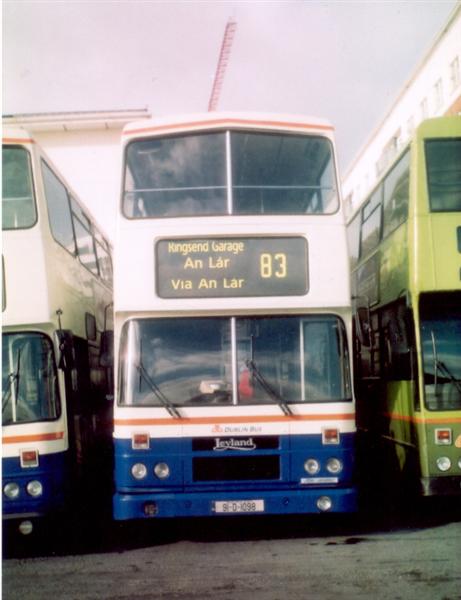 Ringsend Garage
An Lár
Via An Lár
83
DUBLIN BUS
Leyland
91-D-1098